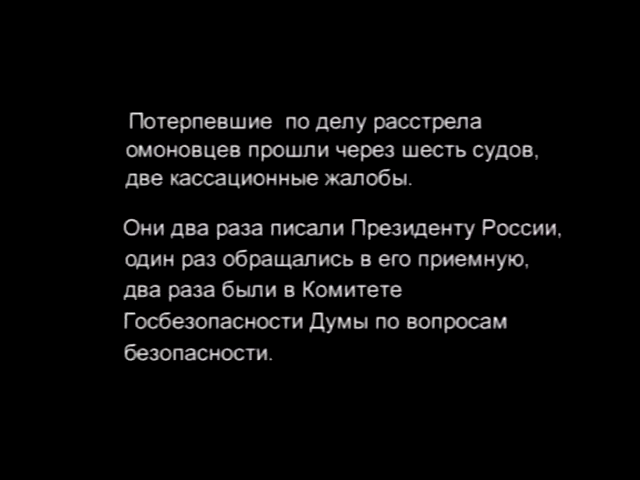 Потерпевшие по делу расстрела
омоновцев прошли через шесть судов,
две кассационные жалобы.
Они два раза писали Президенту России,
один раз обращались в его приемную,
два раза были в Комитете
Госбезопасности Думы по вопросам
безопасности.